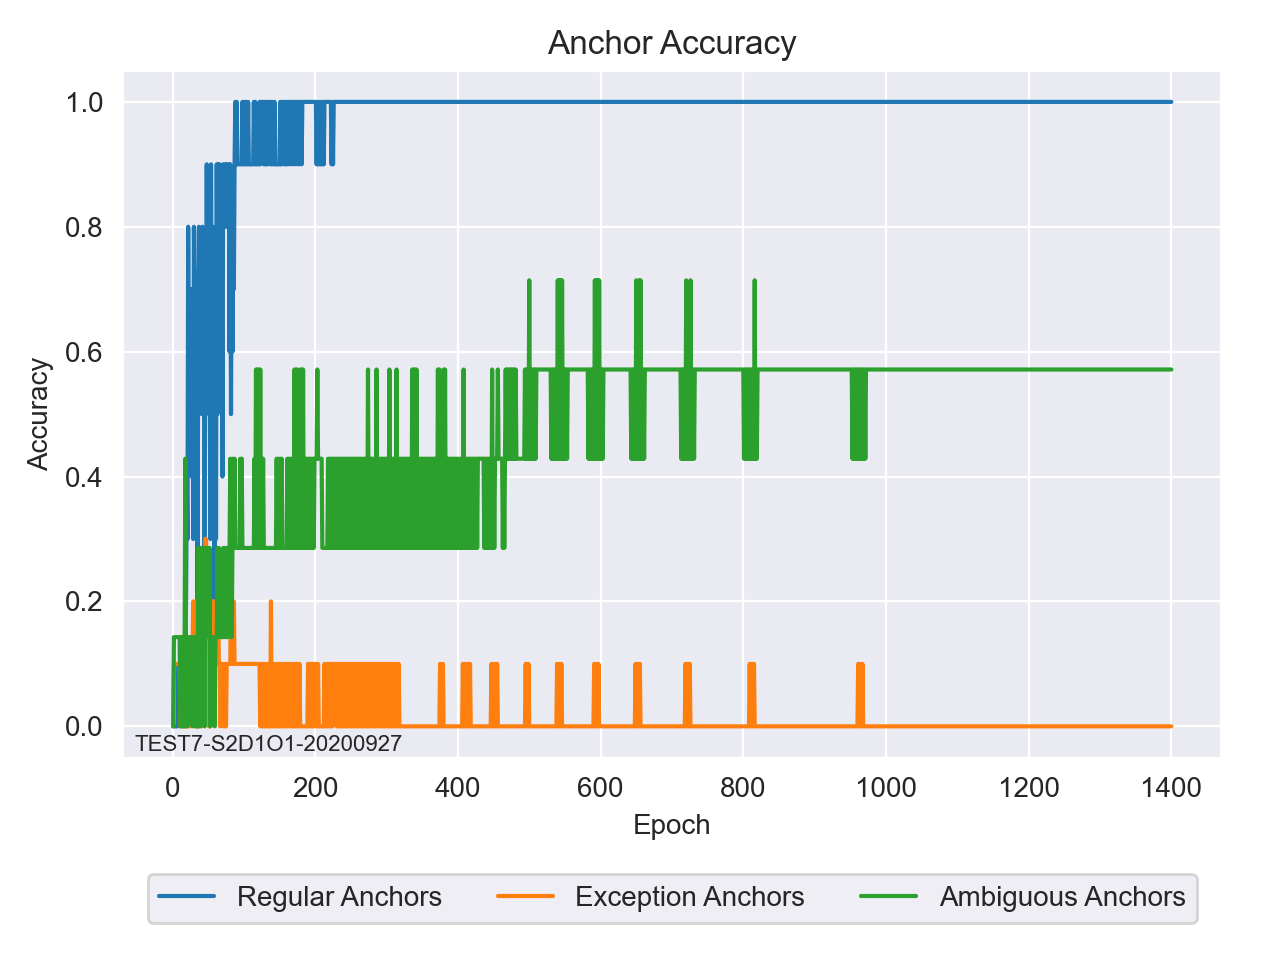 Anchor Accuracy
1.0
0.8
0.6
0.4
0.2
0.0
Accuracy
TEST7-S2D1O1-20200927
0 200 400 600 800 1000 1200 1400
Epoch
Regular Anchors Exception Anchors Ambiguous Anchors